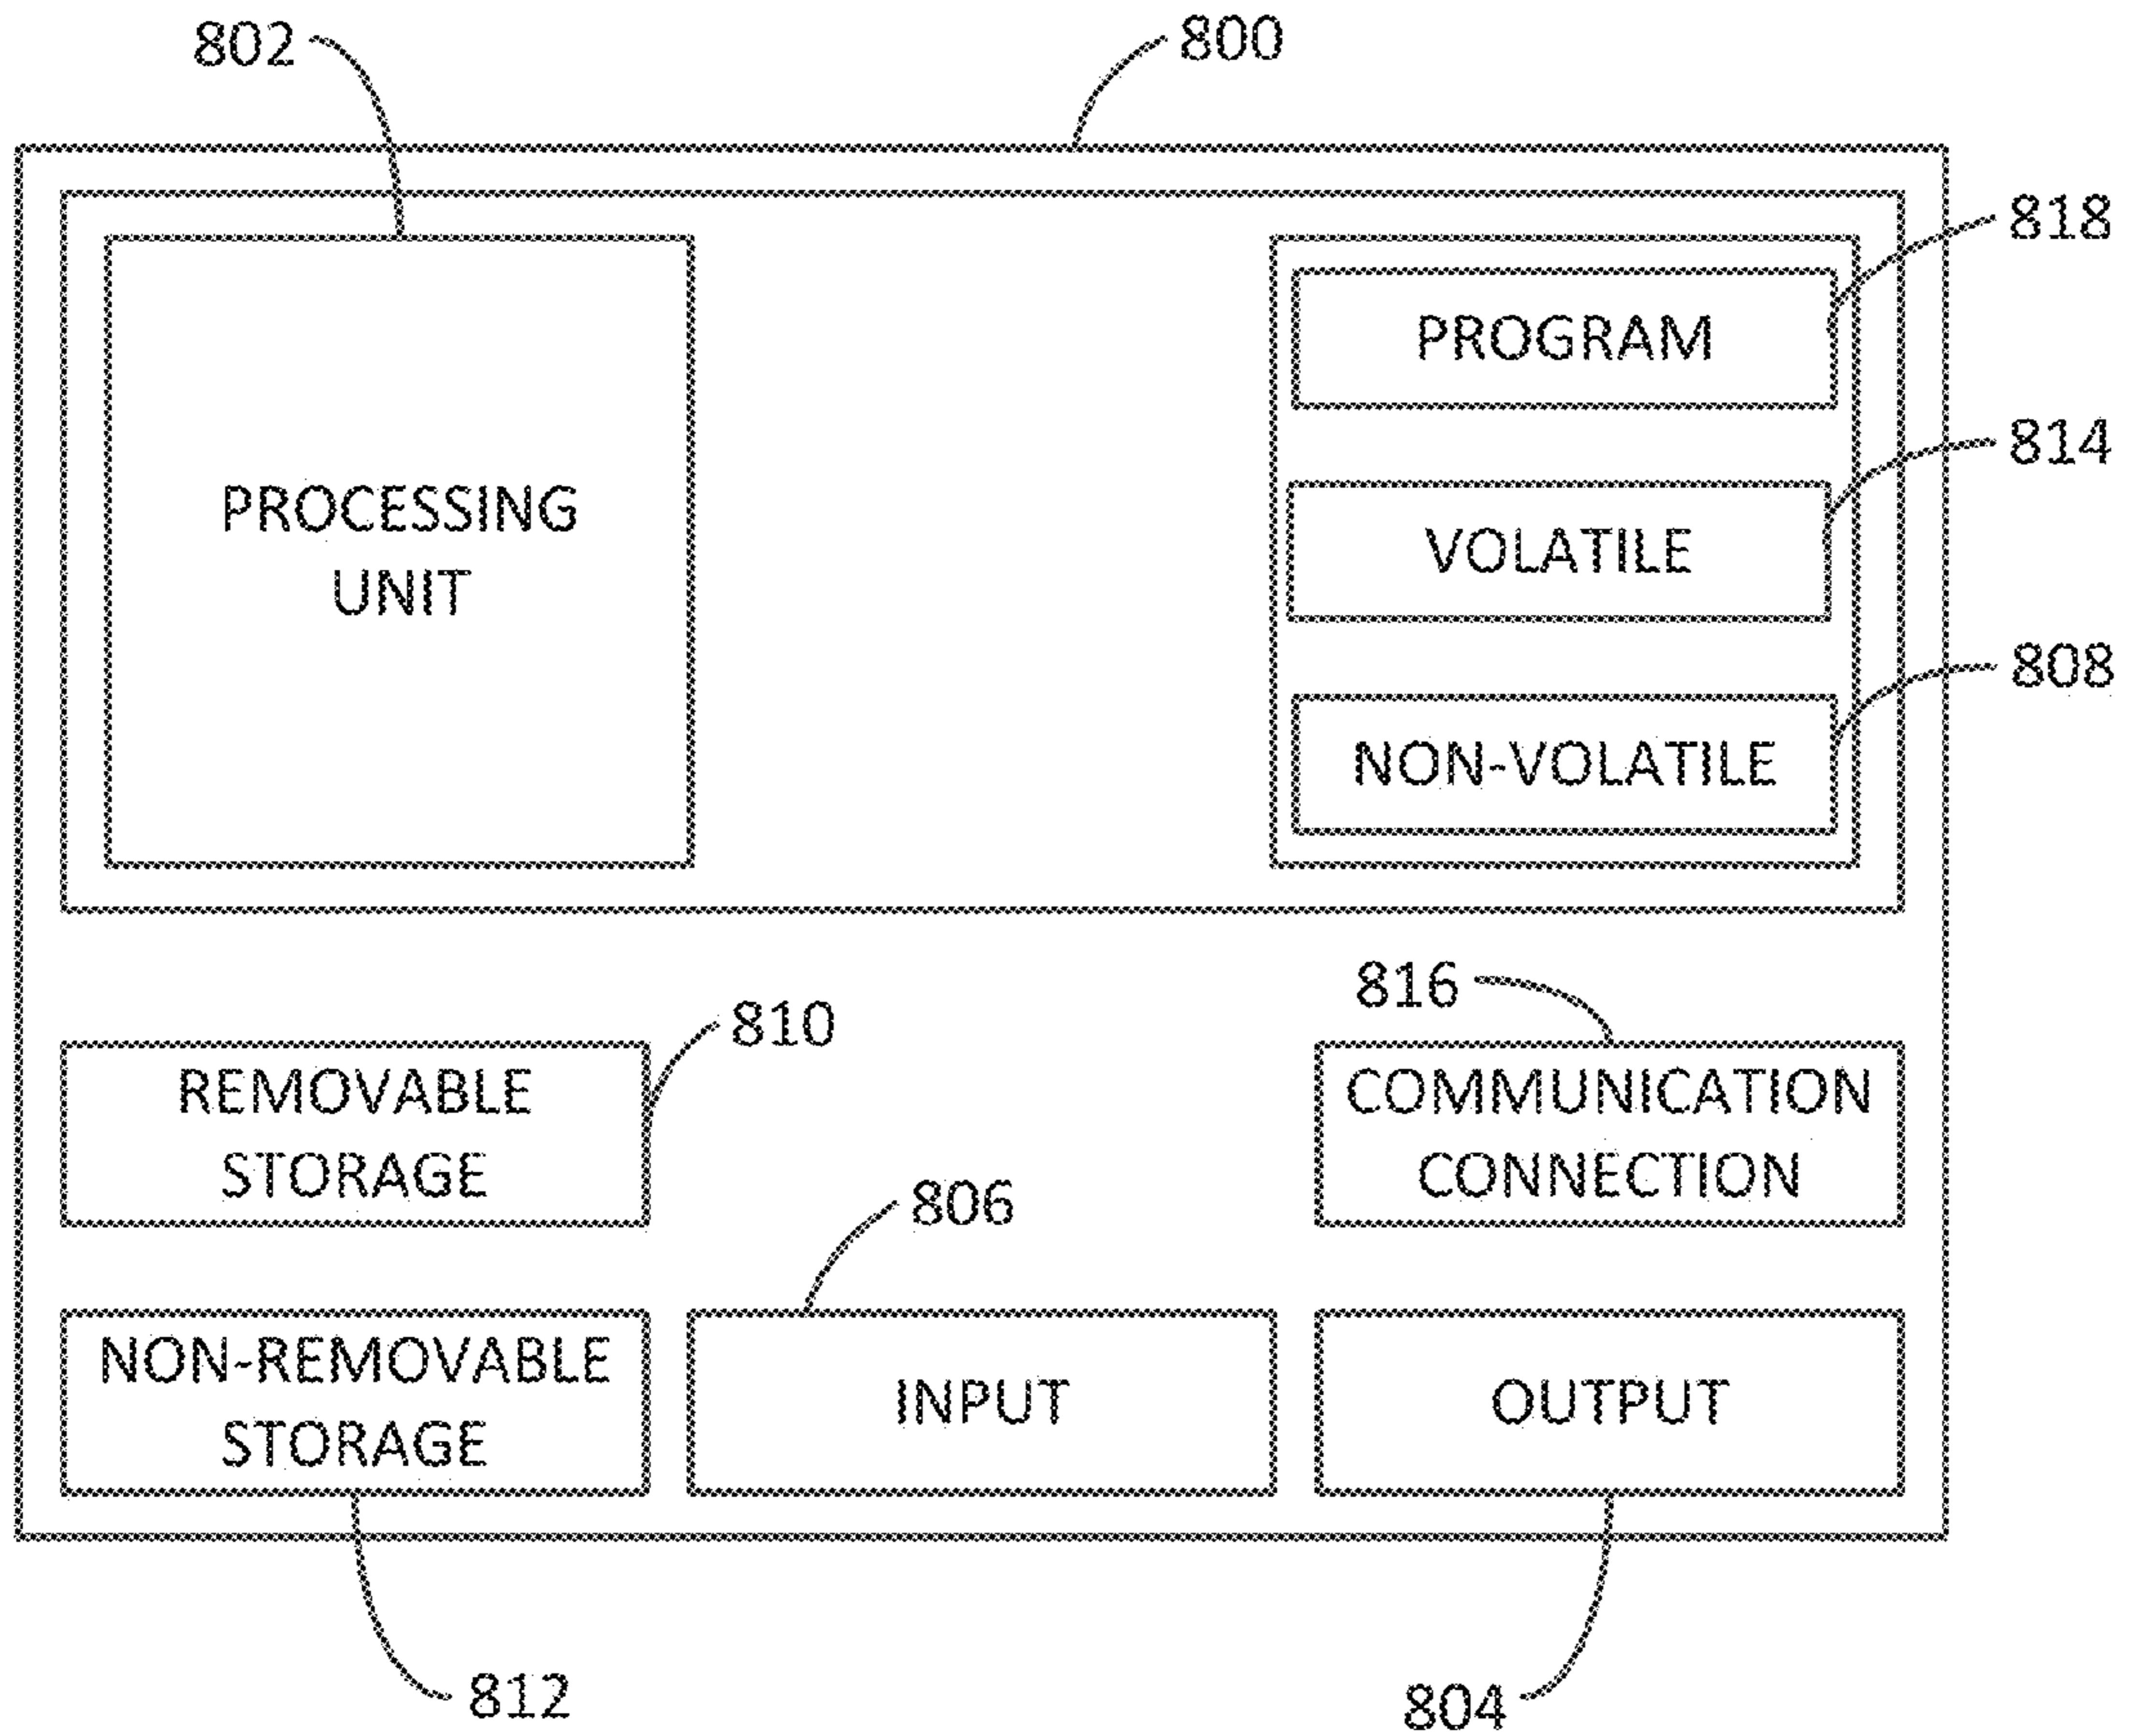 802
800
818
PROGRAM
814
PROCESSING
UNIT
VOLATILE
808
NON-VOLATILE
816
810
REMOVABLE
STORAGE
COMMUNICATION
CONNECTION
806
NON-REMOVABLE
STORAGE
INPUT
OUTPUT
812
804